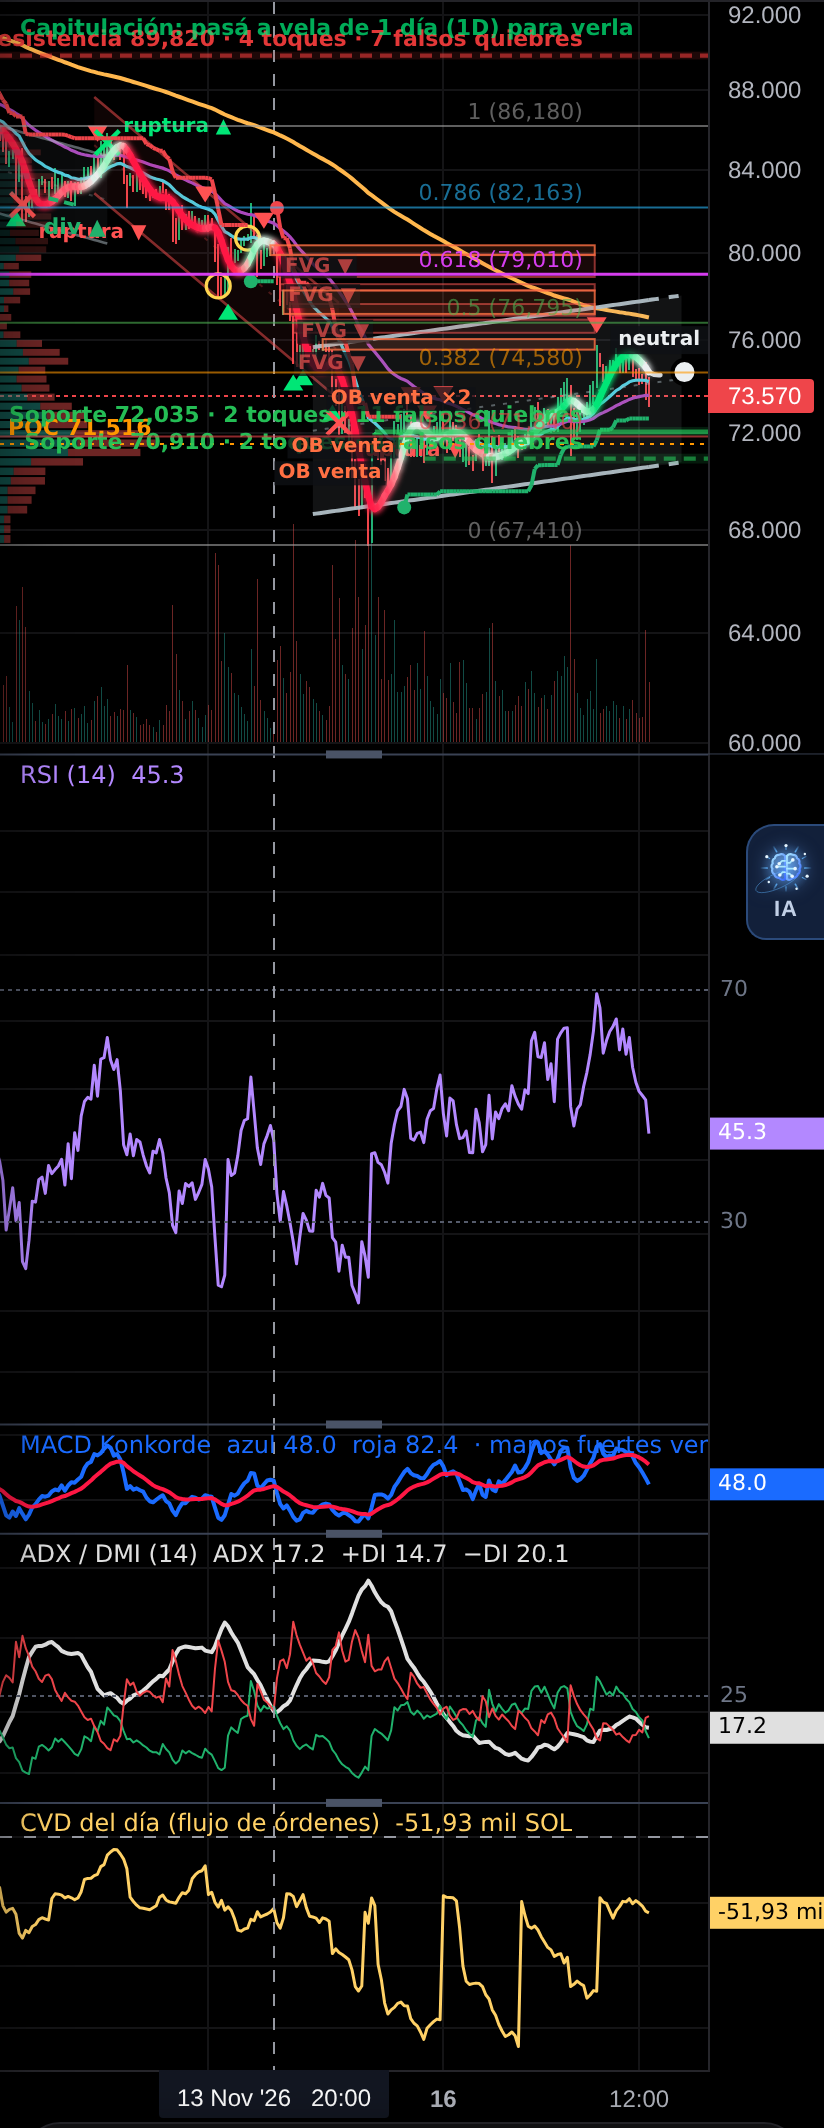 92.000
Capitulación: pasá a vela de 1 día (1D) para verla
esistencia 89,820 · 4 toques · 7 falsos quiebres
88.000
1 (86,180)
ruptura ▲
84.000
0.786 (82,163)
div ▲
ruptura ▼
80.000
0.618 (79,010)
FVG ▼
FVG ▼
0.5 (76,795)
FVG ▼
76.000
neutral
0.382 (74,580)
FVG ▼
73.570
OB venta ×2
Soporte 72,035 · 2 toques
72.000
POC 71,516
Soporte 70,910 · 2
quiebres
OB venta
OB venta
0 (67,410)
68.000
64.000
60.000
RSI (14) 45.3
IA
70
45.3
30
MACD Konkorde azul 48.0 roja 82.4 · manos fuertes ver
48.0
ADX / DMI (14) ADX 17.2 +DI 14.7 −DI 20.1
25
17.2
CVD del día (flujo de órdenes) -51,93 mil SOL
-51,93 mi
13 Nov '26 20:00
16
12:00